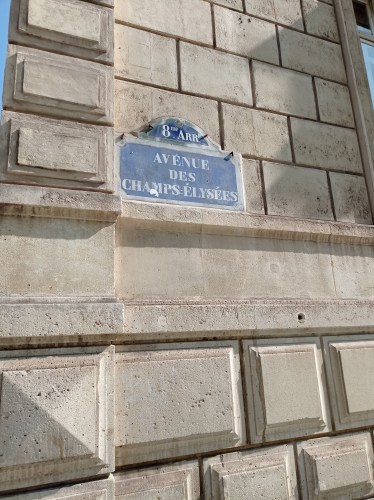 8ᴱ ARRᵗ
AVENUE
DES
CHAMPS-ÉLYSÉES